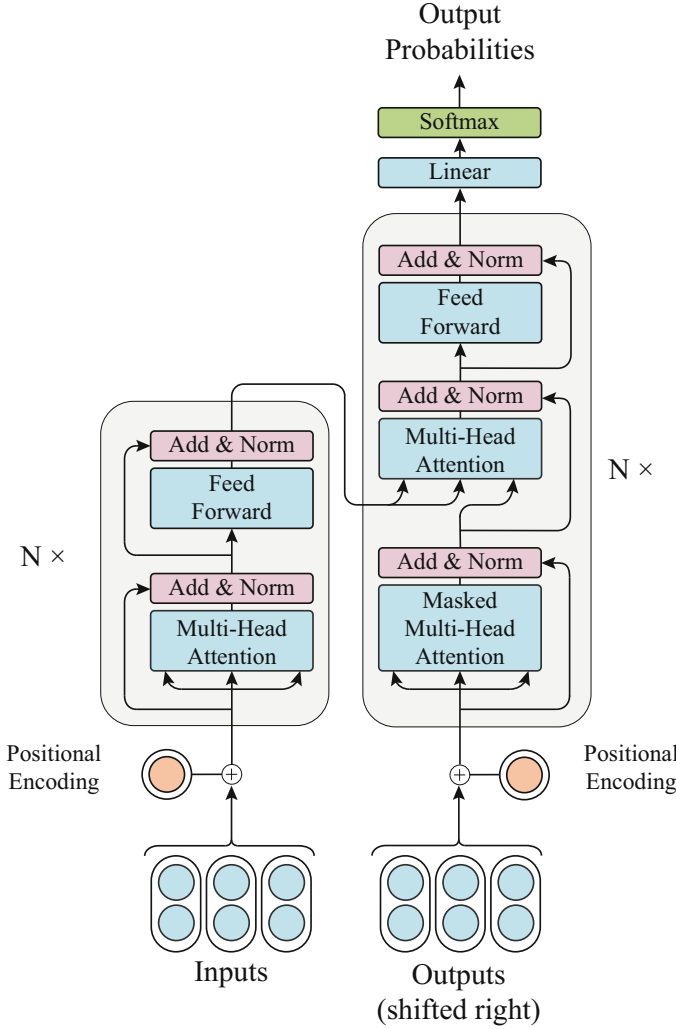 Output
Probabilities
Softmax
Linear
Add & Norm
Feed
Forward
Add & Norm
Multi-Head
Attention
Add & Norm
Masked
Multi-Head
Attention
N ×
Add & Norm
Feed
Forward
Add & Norm
Multi-Head
Attention
N ×
Positional
Encoding
+
+
Positional
Encoding
Inputs
Outputs
(shifted right)